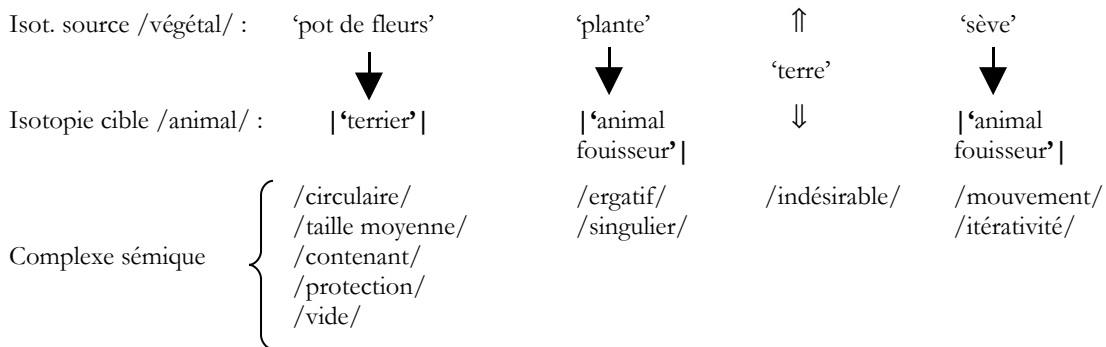 Isot. source /végétal/ : ‘pot de fleurs’ ‘plante’ ⇑ ‘sève’
‘terre’
Isotopie cible /animal/ : |‘terrier’| |‘animal fouisseur’| ⇓ |‘animal fouisseur’|
/circulaire/ /ergatif/ /indésirable/ /mouvement/
/taille moyenne/ /singulier/ /itérativité/
Complexe sémique /contenant/
/protection/
/vide/